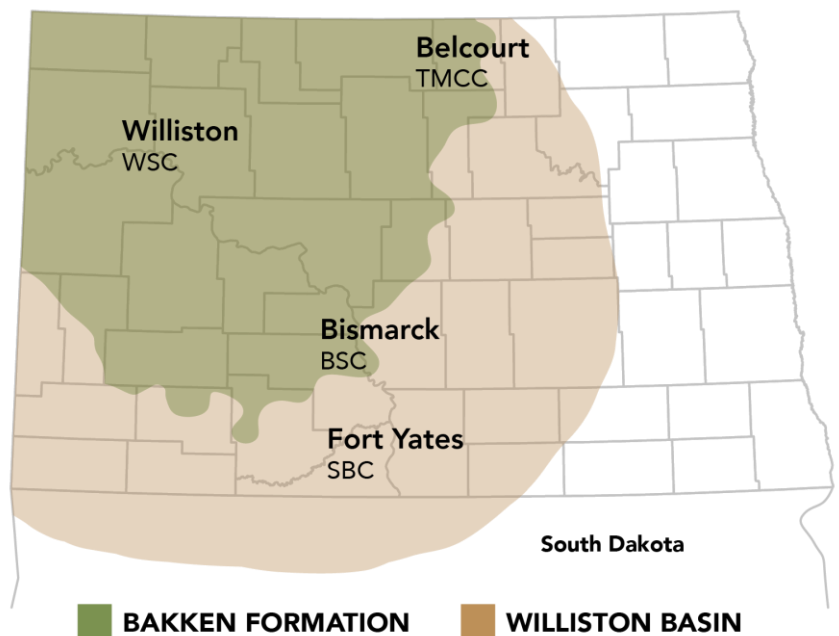 Belcourt
TMCC
Williston
WSC
Bismarck
BSC
Fort Yates
SBC
South Dakota
BAKKEN FORMATION
WILLISTON BASIN